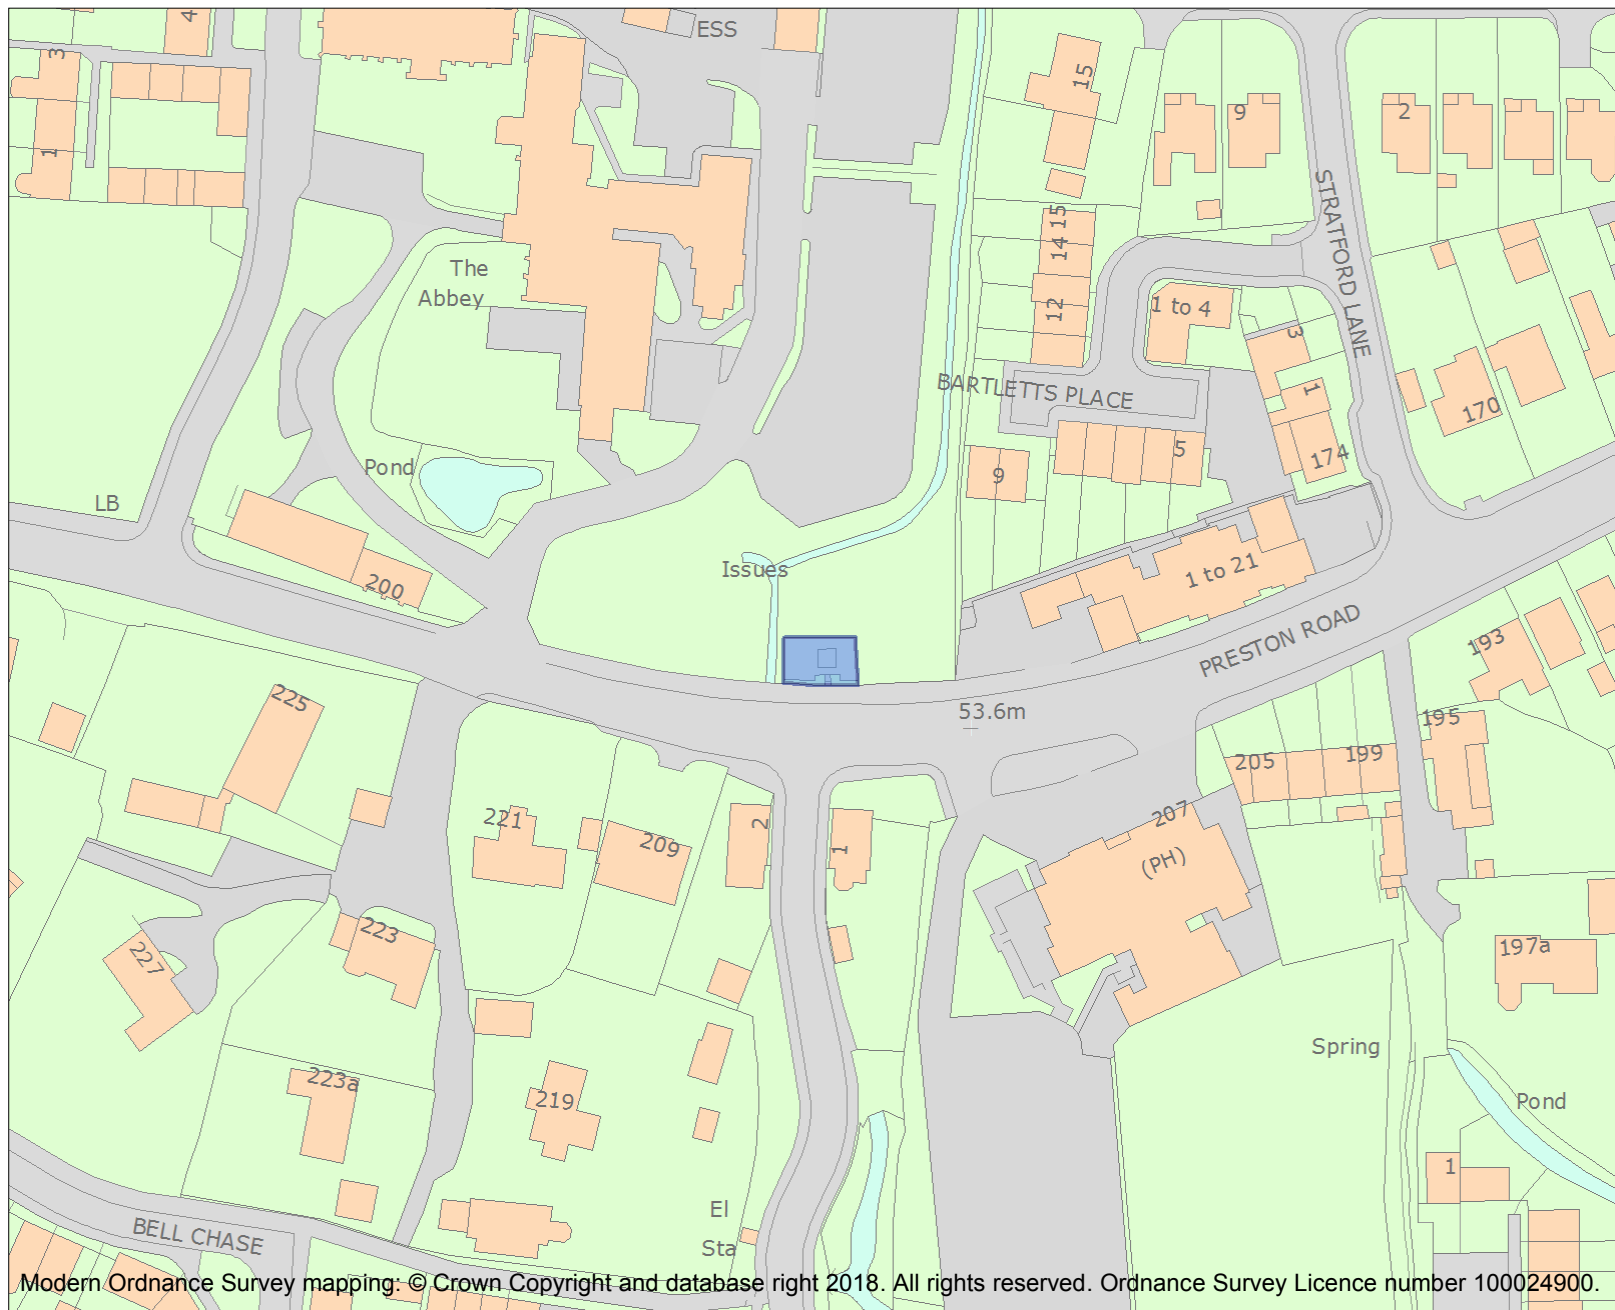 4
ESS
3
15
9
2
1
STRATFORD LANE
15
14
The
Abbey
12
1 to 4
3
BARTLETTS PLACE
1
170
5
174
Pond
9
LB
Issues
1 to 21
200
PRESTON ROAD
193
225
53.6m
195
205
199
221
2
207
209
1
(PH)
223
227
197a
Spring
223a
219
Pond
1
El
Sta
BELL CHASE
Modern Ordnance Survey mapping: © Crown Copyright and database right 2018. All rights reserved. Ordnance Survey Licence number 100024900.